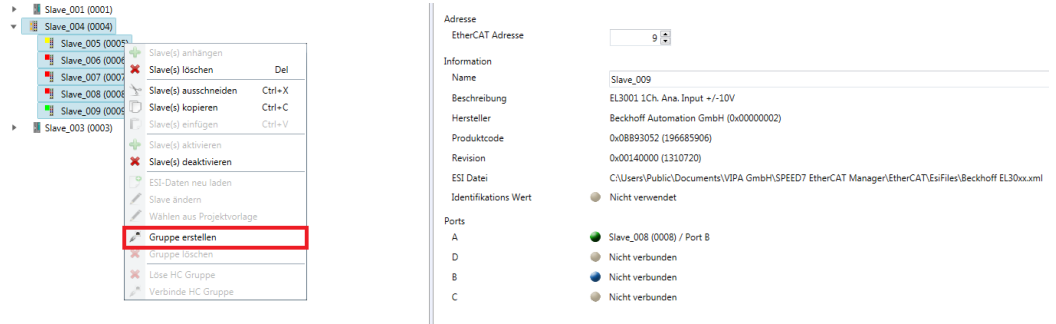 Slave_001 (0001)
Slave_004 (0004)
Slave_005 (0005)
Slave_006 (0006
Slave_007 (0007
Slave_008 (0008
Slave_009 (0009
Slave_003 (0003)
Slave(s) anhängen
Slave(s) löschen Del
Slave(s) ausschneiden Ctrl+X
Slave(s) kopieren Ctrl+C
Slave(s) einfügen Ctrl+V
Slave(s) aktivieren
Slave(s) deaktivieren
ESI-Daten neu laden
Slave ändern
Wählen aus Projektvorlage
Gruppe erstellen
Gruppe löschen
Löse HC Gruppe
Verbinde HC Gruppe
Adresse
EtherCAT Adresse 9
Information
Name Slave_009
Beschreibung EL3001 1Ch. Ana. Input +/-10V
Hersteller Beckhoff Automation GmbH (0x00000002)
Produktcode 0x0BB93052 (196685906)
Revision 0x00140000 (1310720)
ESI Datei C:\Users\Public\Documents\VIPA GmbH\SPEED7 EtherCAT Manager\EtherCAT\EsiFiles\Beckhoff EL30xx.xml
Identifikations Wert Nicht verwendet
Ports
A Slave_008 (0008) / Port B
D Nicht verbunden
B Nicht verbunden
C Nicht verbunden